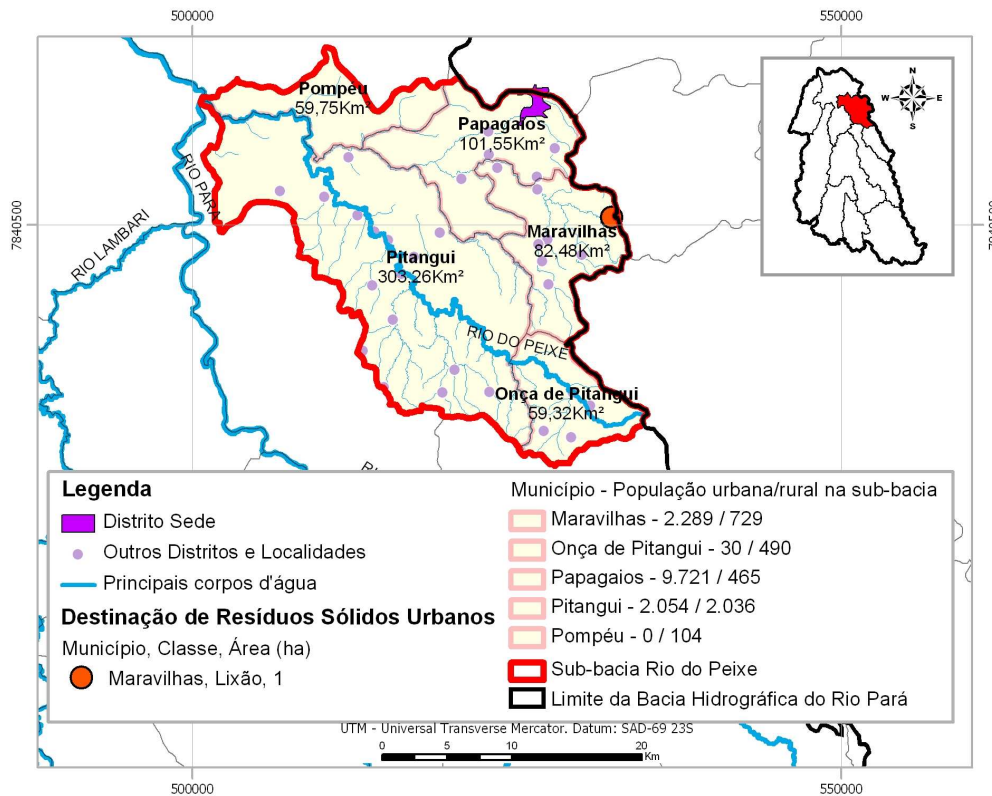 500000
550000
Pompéu
59,75Km²
Papagaios
101,55Km²
N
W
E
S
RIO PARÁ
RIO LAMBARI
7840500
7840500
Maravilhas
82,48Km²
Pitangui
303,26Km²
RIO DO PEIXE
Onça de Pitangui
59,32Km²
Legenda
Distrito Sede
Outros Distritos e Localidades
Principais corpos d'água
Destinação de Resíduos Sólidos Urbanos
Município, Classe, Área (ha)
Maravilhas, Lixão, 1
Município - População urbana/rural na sub-bacia
Maravilhas - 2.289 / 729
Onça de Pitangui - 30 / 490
Papagaios - 9.721 / 465
Pitangui - 2.054 / 2.036
Pompéu - 0 / 104
Sub-bacia Rio do Peixe
Limite da Bacia Hidrográfica do Rio Pará
UTM - Universal Transverse Mercator. Datum: SAD-69 23S
0 5 10 20
Km
500000
550000